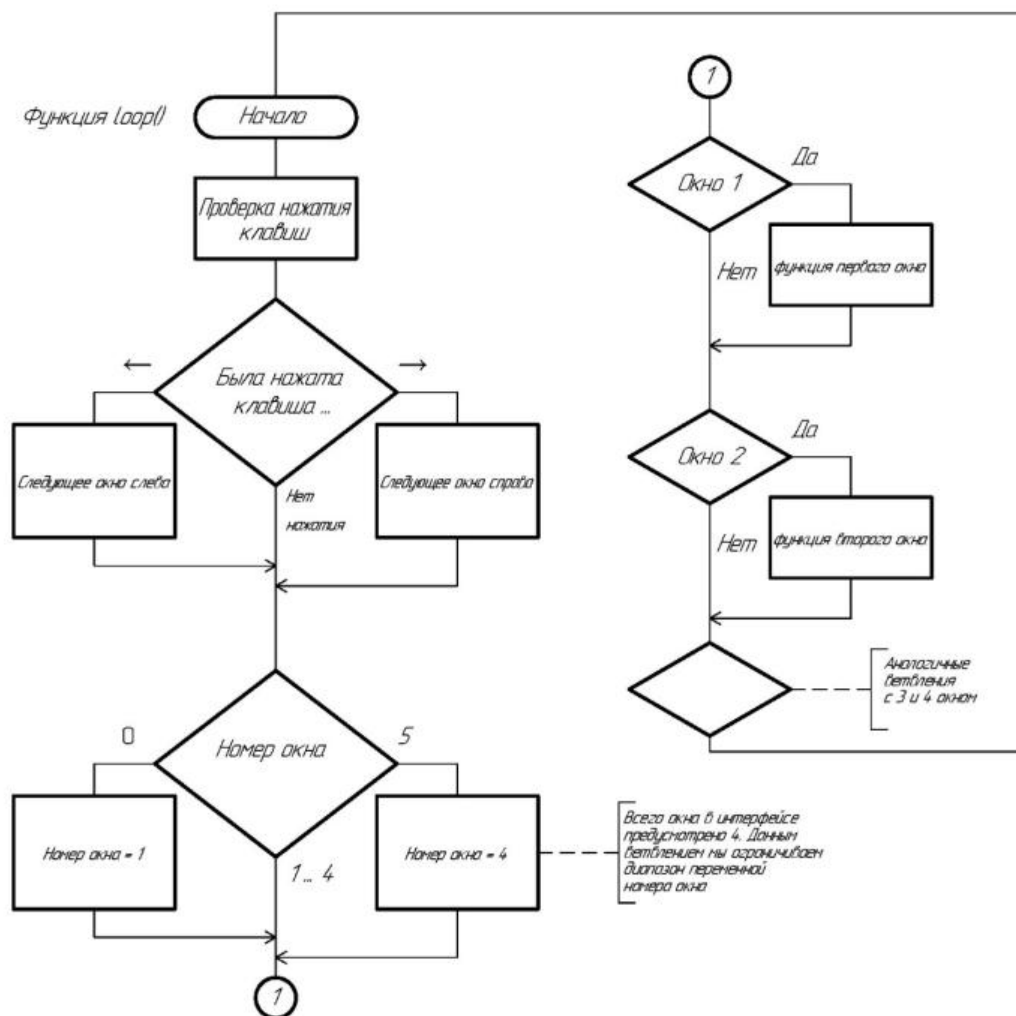 Функция loop()
Начало
Проверка нажатия
клавиш
←
→
Была нажата
клавиша ...
Следующее окно слева
Следующее окно справа
Нет
нажатия
0
5
Номер окна
Номер окна = 1
Номер окна = 4
1 ... 4
Всего окна в интерфейсе
предусмотрено 4. Данным
ветвлением мы ограничиваем
диапазон переменной
номера окна
1
1
Да
Окно 1
Нет
функция первого окна
Да
Окно 2
Нет
функция второго окна
Аналогичные
ветвления
с 3 и 4 окном